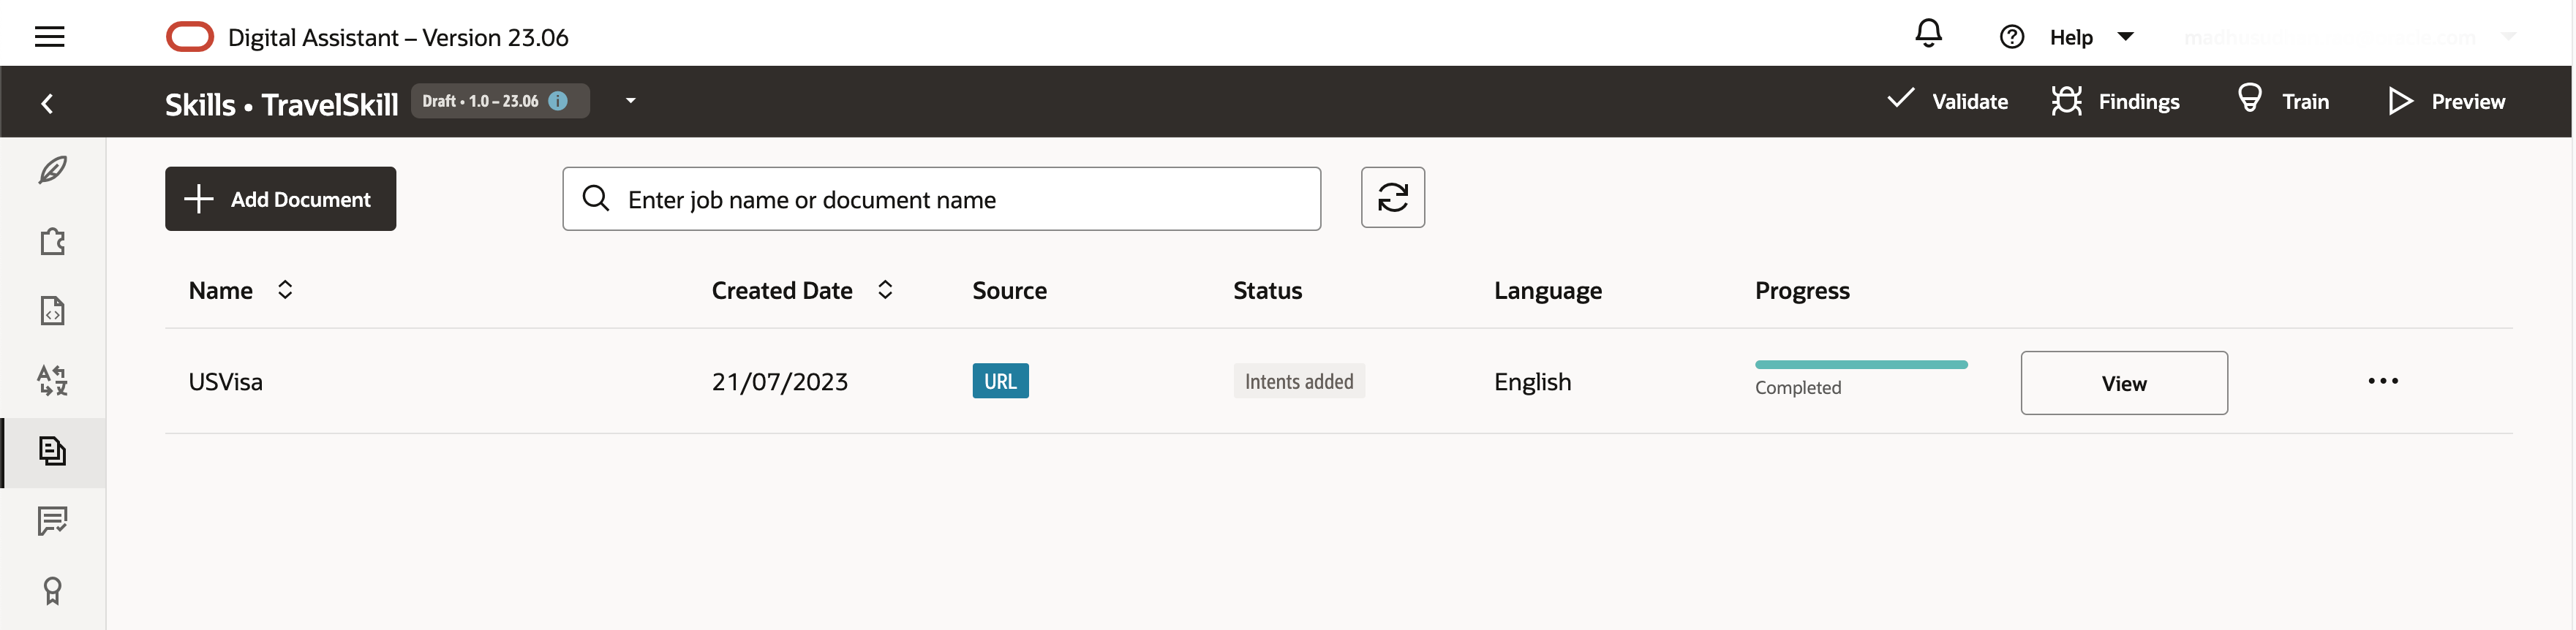 Digital Assistant – Version 23.06
Help
Skills • TravelSkill
Draft • 1.0 – 23.06
Validate
Findings
Train
Preview
Add Document
Enter job name or document name
Name
Created Date
Source
Status
Language
Progress
USVisa
21/07/2023
URL
Intents added
English
Completed
View